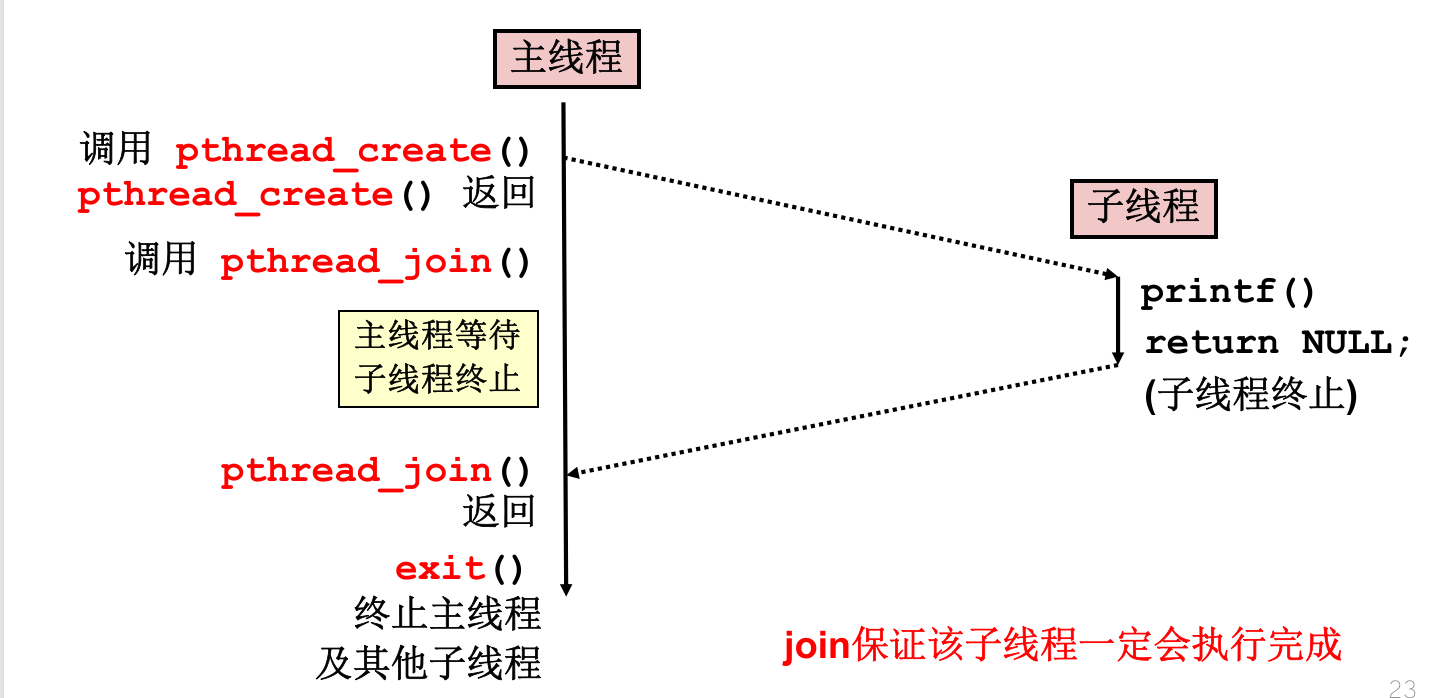 主线程
调用 pthread_create()
pthread_create() 返回
调用 pthread_join()
主线程等待
子线程终止
pthread_join()
返回
exit()
终止主线程
及其他子线程
子线程
printf()
return NULL;
(子线程终止)
join保证该子线程一定会执行完成
23